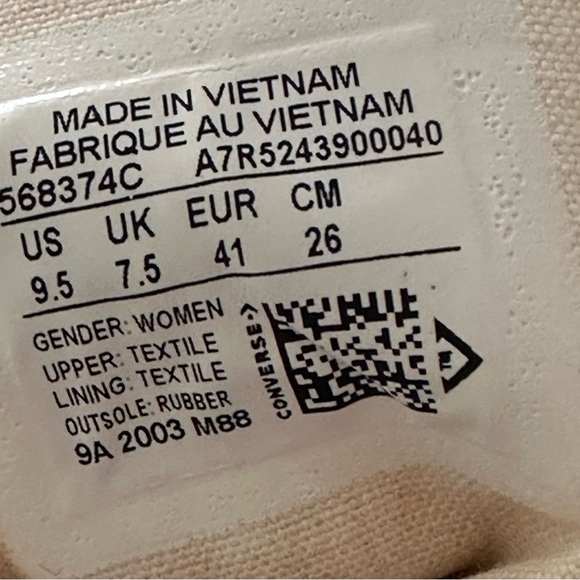 MADE IN VIETNAM
FABRIQUE AU VIETNAM
568374C A7R5243900040
US UK EUR CM
9.5 7.5 41 26
GENDER: WOMEN
UPPER: TEXTILE
LINING: TEXTILE
OUTSOLE: RUBBER
9A 2003 M88
CONVERSE>